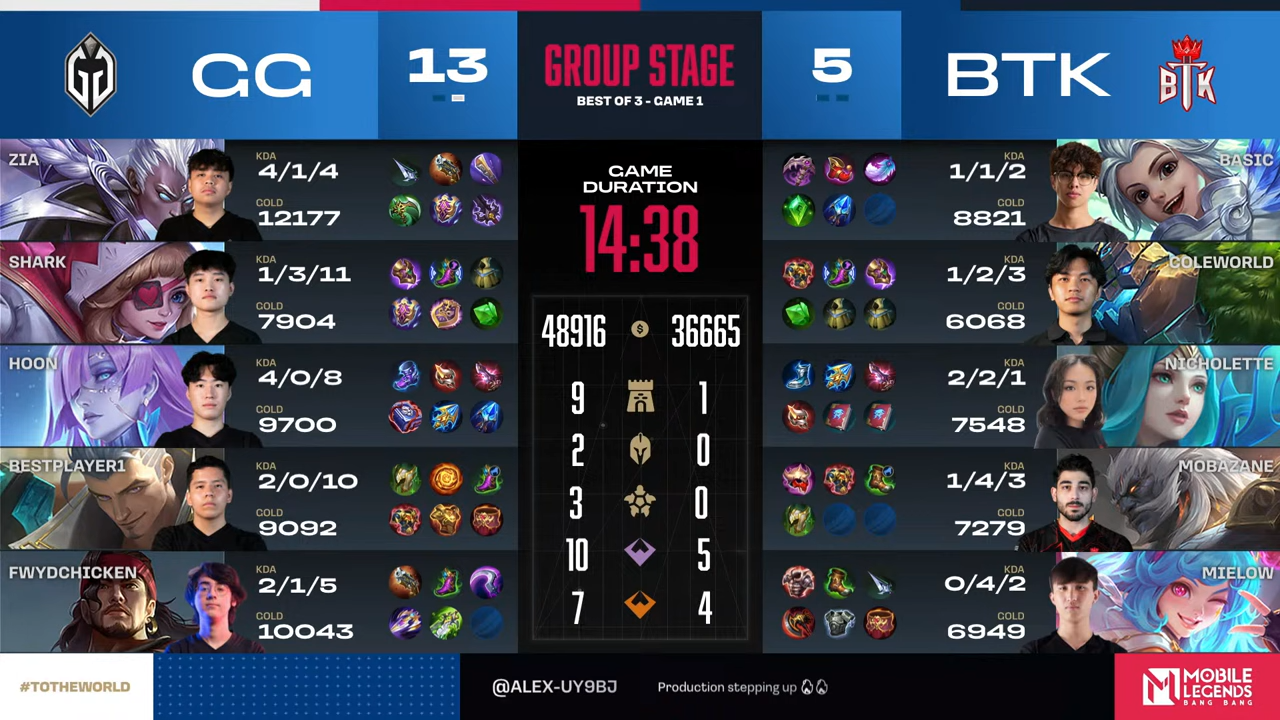 GG
13
GROUP STAGE
BEST OF 3 - GAME 1
5
BTK
BTK
GAME
DURATION
14:38
48916 $ 36665
9 1
2 0
3 0
10 5
7 4
ZIA
KDA
4/1/4
GOLD
12177
SHARK
KDA
1/3/11
GOLD
7904
HOON
KDA
4/0/8
GOLD
9700
BESTPLAYER1
KDA
2/0/10
GOLD
9092
FWYDCHICKEN
KDA
2/1/5
GOLD
10043
BASIC
KDA
1/1/2
GOLD
8821
COLEWORLD
KDA
1/2/3
GOLD
6068
NICHOLETTE
KDA
2/2/1
GOLD
7548
MOBAZANE
KDA
1/4/3
GOLD
7279
MIELOW
KDA
0/4/2
GOLD
6949
#TOTHEWORLD
@ALEX-UY9BJ
Production stepping up 🔥🔥
MOBILE
LEGENDS
BANG BANG